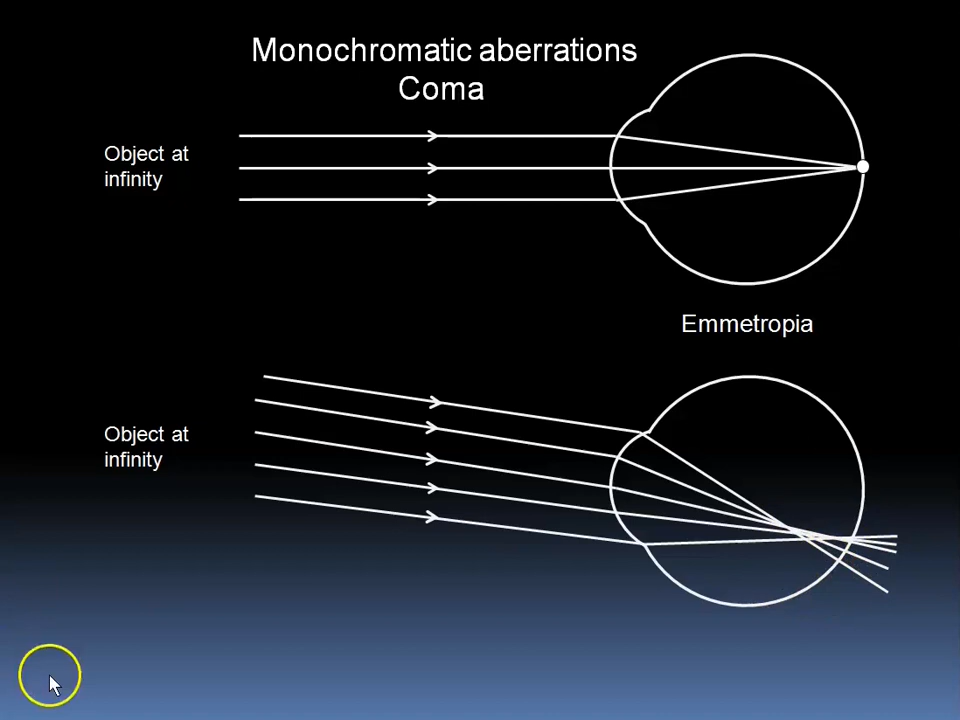 Monochromatic aberrations
Coma
Object at
infinity
Emmetropia
Object at
infinity